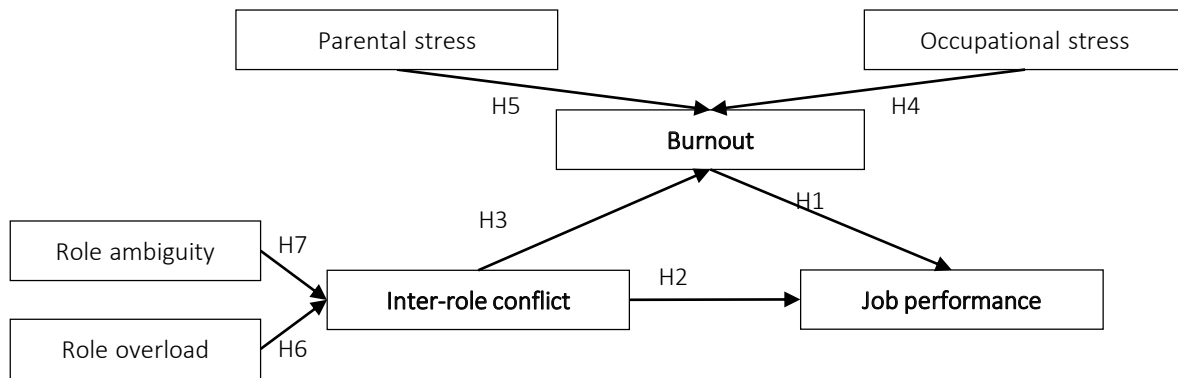 Parental stress
Occupational stress
H5
H4
Burnout
H3
H1
Role ambiguity
H7
Inter-role conflict
H2
Job performance
Role overload
H6